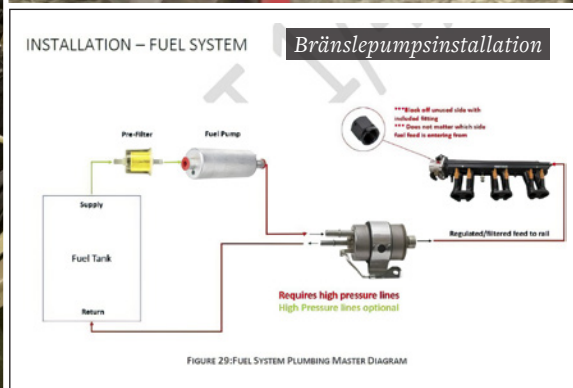 INSTALLATION – FUEL SYSTEM
Bränslepumpsinstallation
***Block off unused side with
included fitting
*** Does not matter which side
fuel feed is entering from
Pre-filter
Fuel Pump
Supply
Fuel Tank
Regulated/filtered feed to rail
Return
Requires high pressure lines
High Pressure lines optional
FIGURE 29:FUEL SYSTEM PLUMBING MASTER DIAGRAM